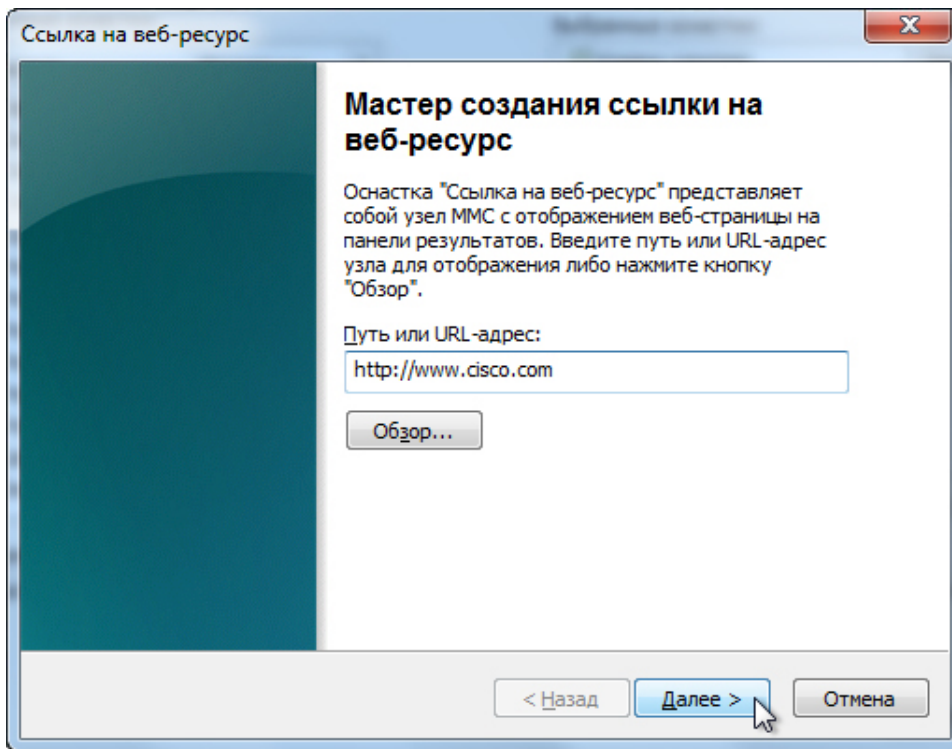 Ссылка на веб-ресурс
Мастер создания ссылки на
веб-ресурс
Оснастка "Ссылка на веб-ресурс" представляет
собой узел MMC с отображением веб-страницы на
панели результатов. Введите путь или URL-адрес
узла для отображения либо нажмите кнопку
"Обзор".
Путь или URL-адрес:
http://www.cisco.com
Обзор...
< Назад
Далее >
Отмена